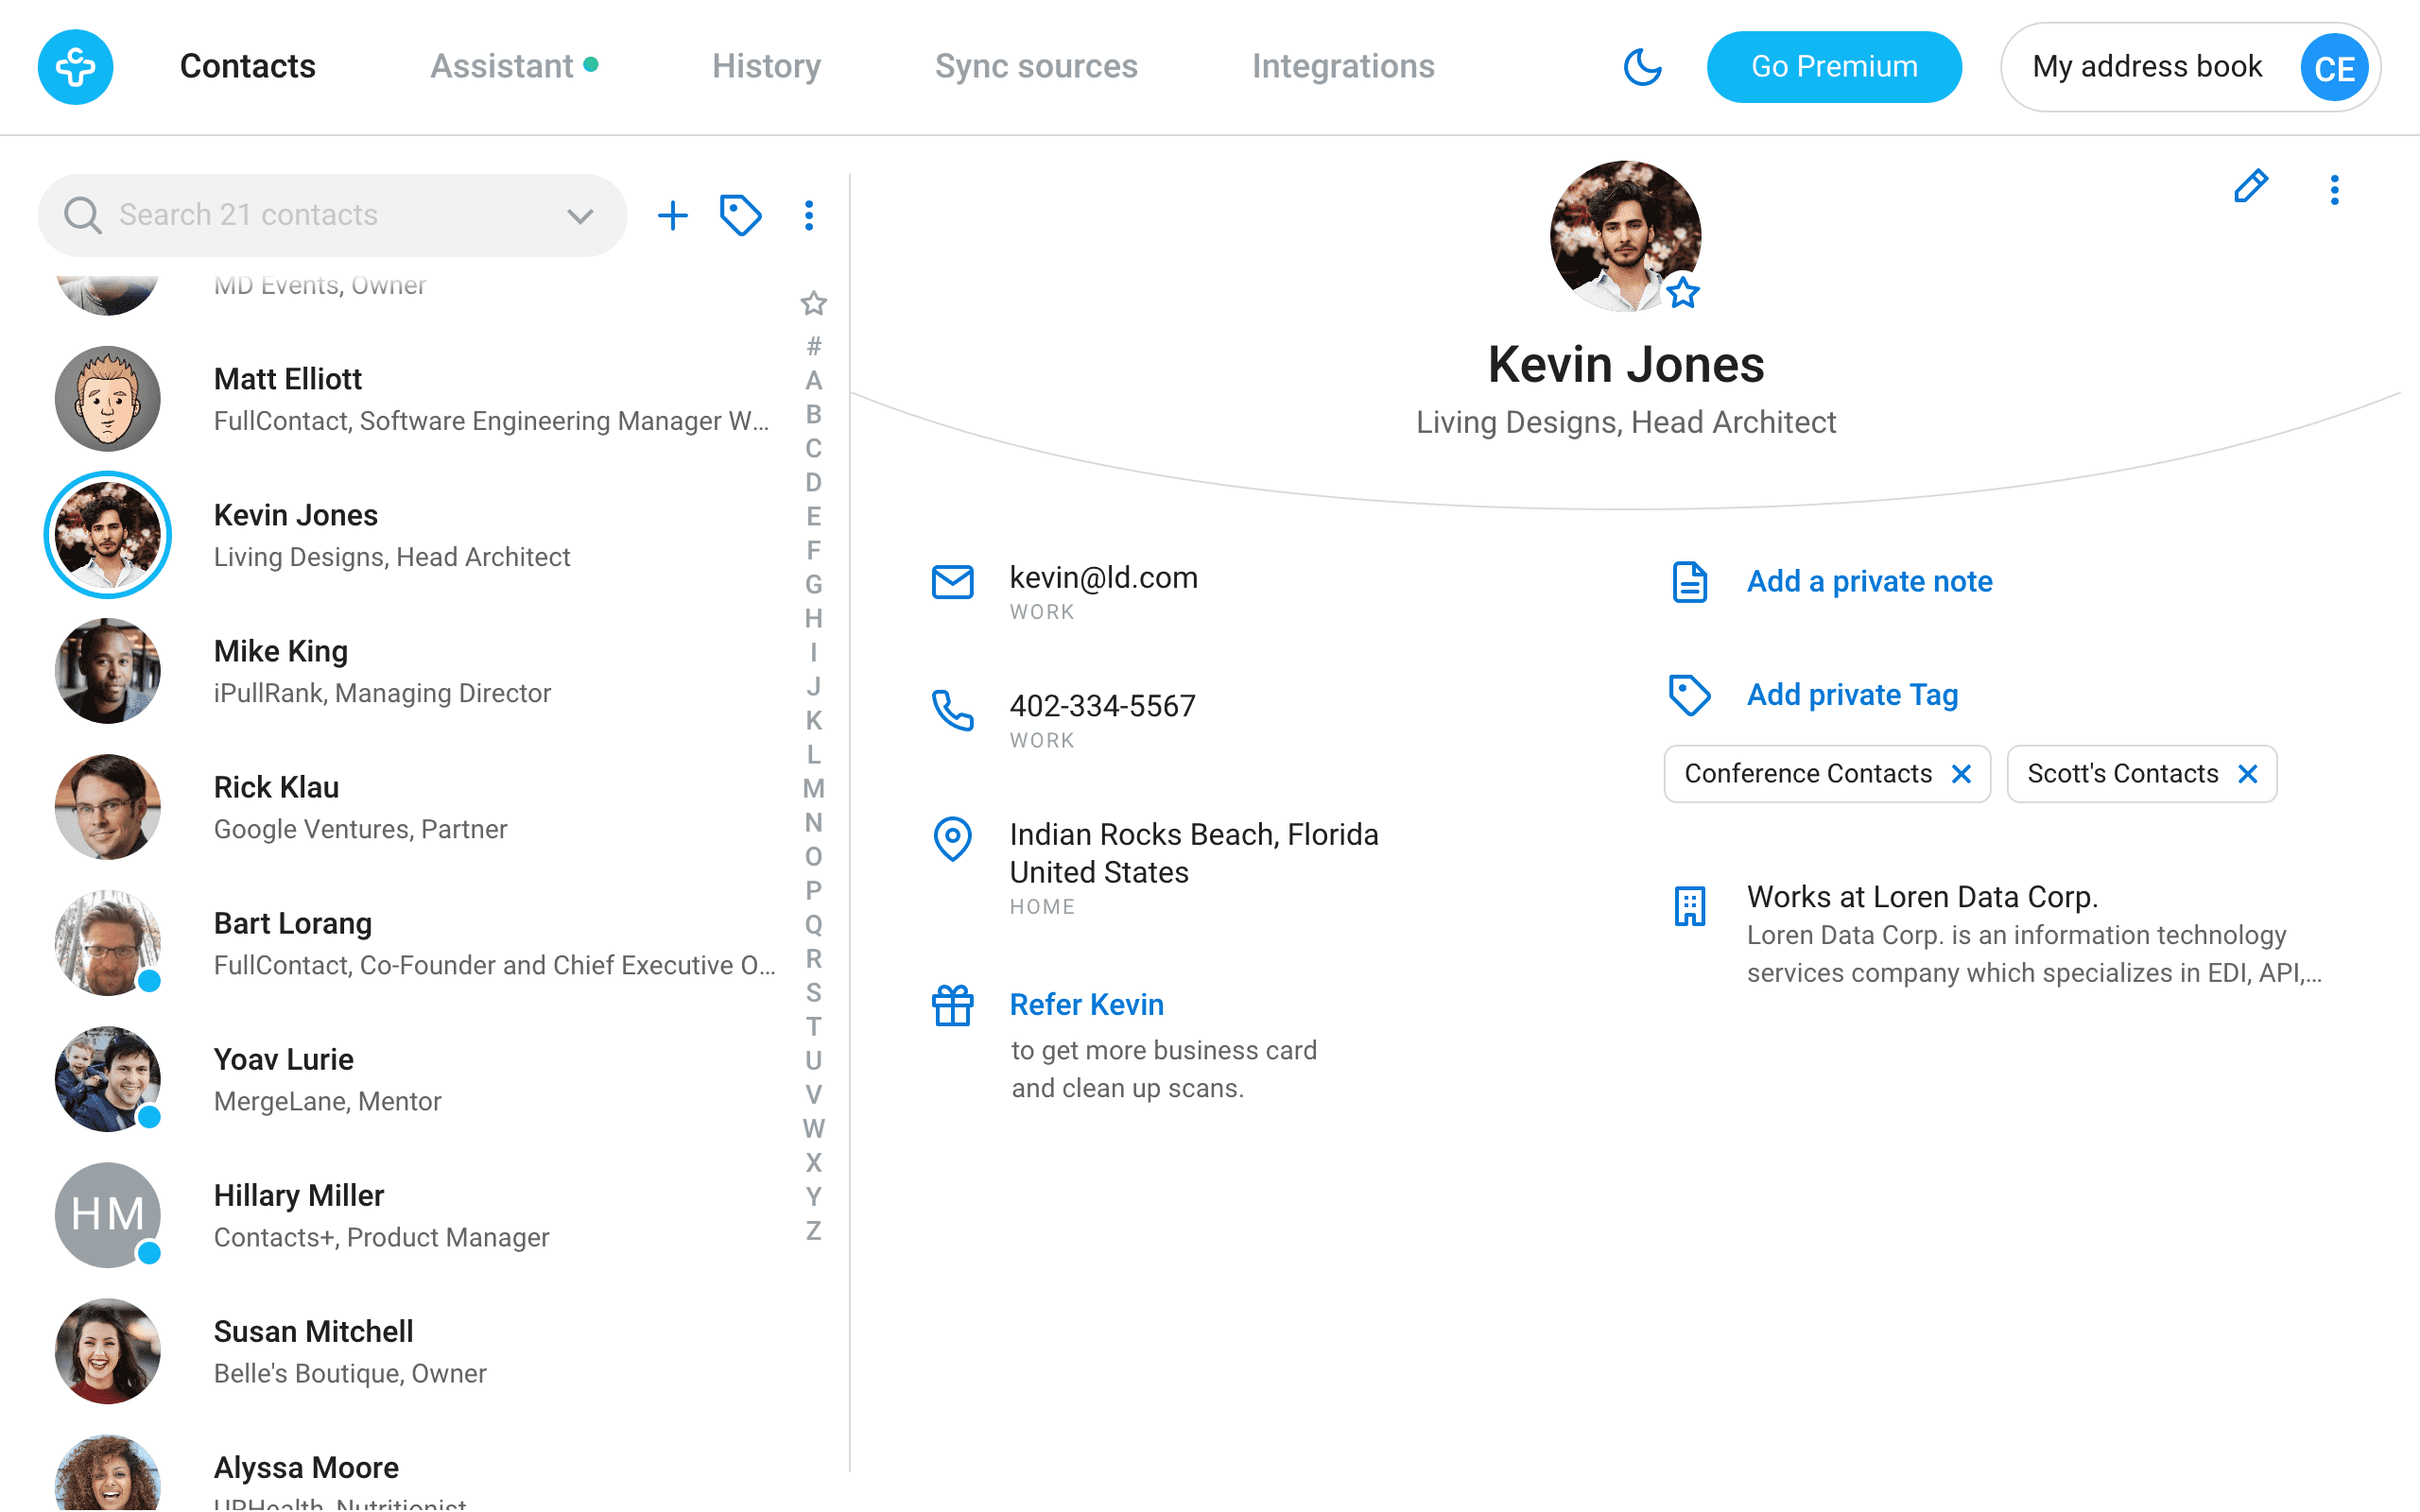 Contacts
Assistant
History
Sync sources
Integrations
Go Premium
My address book
CE
Search 21 contacts
MD Events, Owner
Matt Elliott
FullContact, Software Engineering Manager W...
Kevin Jones
Living Designs, Head Architect
Mike King
iPullRank, Managing Director
Rick Klau
Google Ventures, Partner
Bart Lorang
FullContact, Co-Founder and Chief Executive O...
Yoav Lurie
MergeLane, Mentor
HM
Hillary Miller
Contacts+, Product Manager
Susan Mitchell
Belle's Boutique, Owner
Alyssa Moore
UPHealth, Nutritionist
#
A
B
C
D
E
F
G
H
I
J
K
L
M
N
O
P
Q
R
S
T
U
V
W
X
Y
Z
Kevin Jones
Living Designs, Head Architect
kevin@ld.com
WORK
402-334-5567
WORK
Indian Rocks Beach, Florida
United States
HOME
Refer Kevin
to get more business card
and clean up scans.
Add a private note
Add private Tag
Conference Contacts
Scott's Contacts
Works at Loren Data Corp.
Loren Data Corp. is an information technology
services company which specializes in EDI, API,...